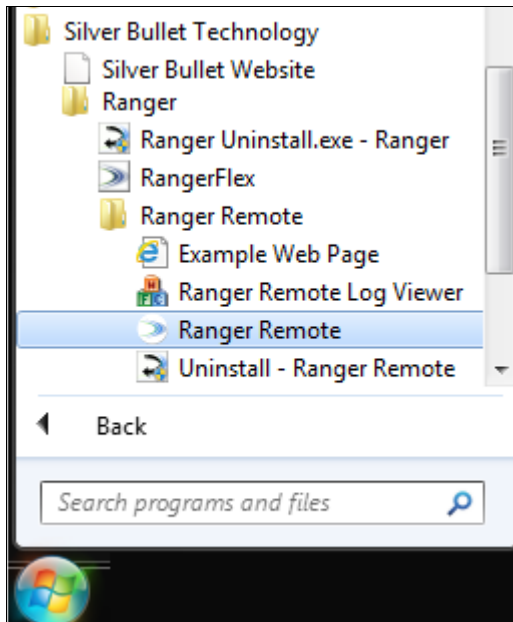 Silver Bullet Technology
Silver Bullet Website
Ranger
Ranger Uninstall.exe - Ranger
RangerFlex
Ranger Remote
Example Web Page
Ranger Remote Log Viewer
Ranger Remote
Uninstall - Ranger Remote
Back
Search programs and files